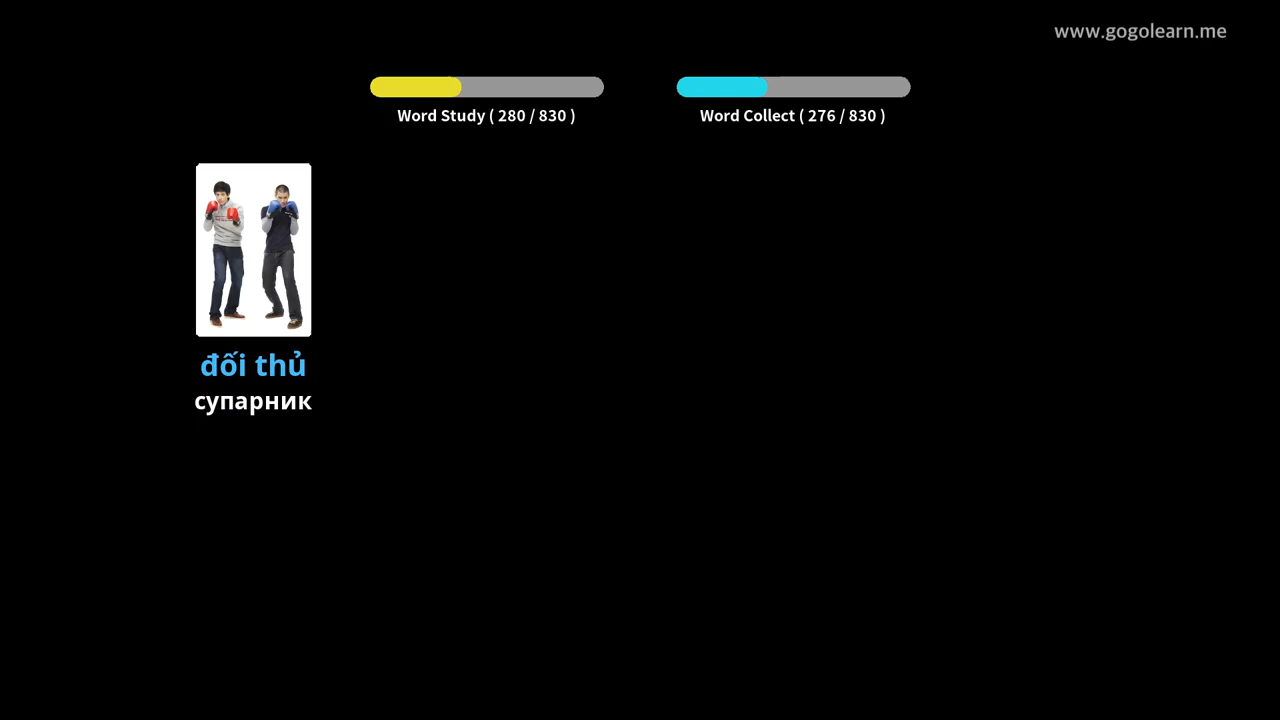 www.gogolearn.me
Word Study ( 280 / 830 )
Word Collect ( 276 / 830 )
đối thủ
супарник